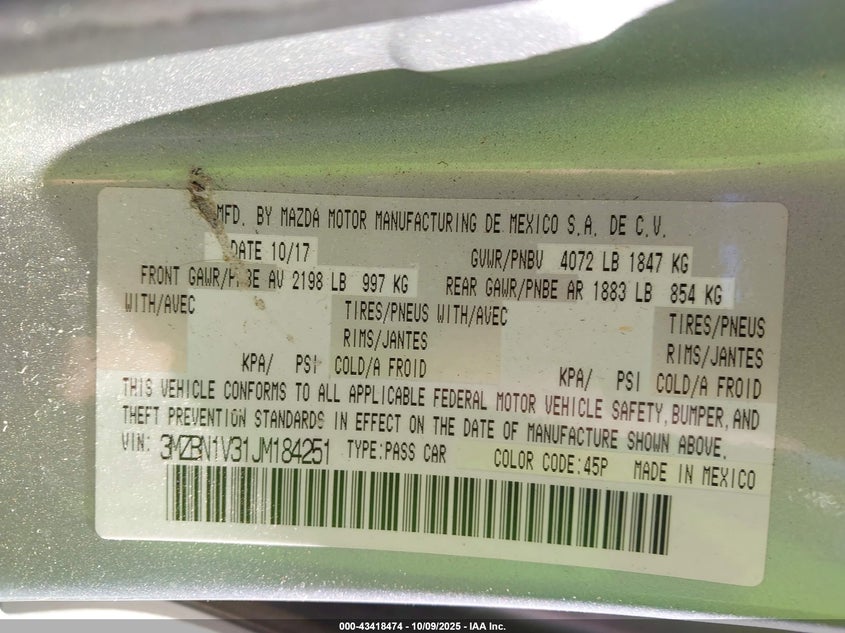 MFD. BY MAZDA MOTOR MANUFACTURING DE MEXICO S.A. DE C.V.
DATE 10/17 GVWR/PNBV 4072 LB 1847 KG
FRONT GAWR/PNBE AV 2198 LB 997 KG REAR GAWR/PNBE AR 1883 LB 854 KG
WITH/AVEC TIRES/PNEUS WITH/AVEC TIRES/PNEUS
RIMS/JANTES RIMS/JANTES
KPA/ PSI COLD/A FROID KPA/ PSI COLD/A FROID
THIS VEHICLE CONFORMS TO ALL APPLICABLE FEDERAL MOTOR VEHICLE SAFETY, BUMPER, AND
THEFT PREVENTION STANDARDS IN EFFECT ON THE DATE OF MANUFACTURE SHOWN ABOVE.
VIN: 3MZBN1V31JM184251 TYPE:PASS CAR COLOR CODE:45P MADE IN MEXICO
000-43418474 - 10/09/2025 - IAA Inc.